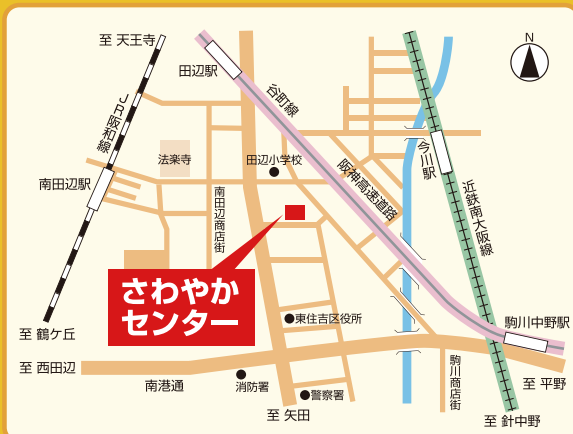 至 天王寺
N
田辺駅
谷町線
JR阪和線
法楽寺
田辺小学校
今川駅
南田辺駅
阪神高速道路
南田辺商店街
近鉄南大阪線
さわやか
センター
東住吉区役所
至 鶴ケ丘
駒川中野駅
至 西田辺
南港通
消防署
駒川商店街
至 平野
警察署
至 矢田
至 針中野